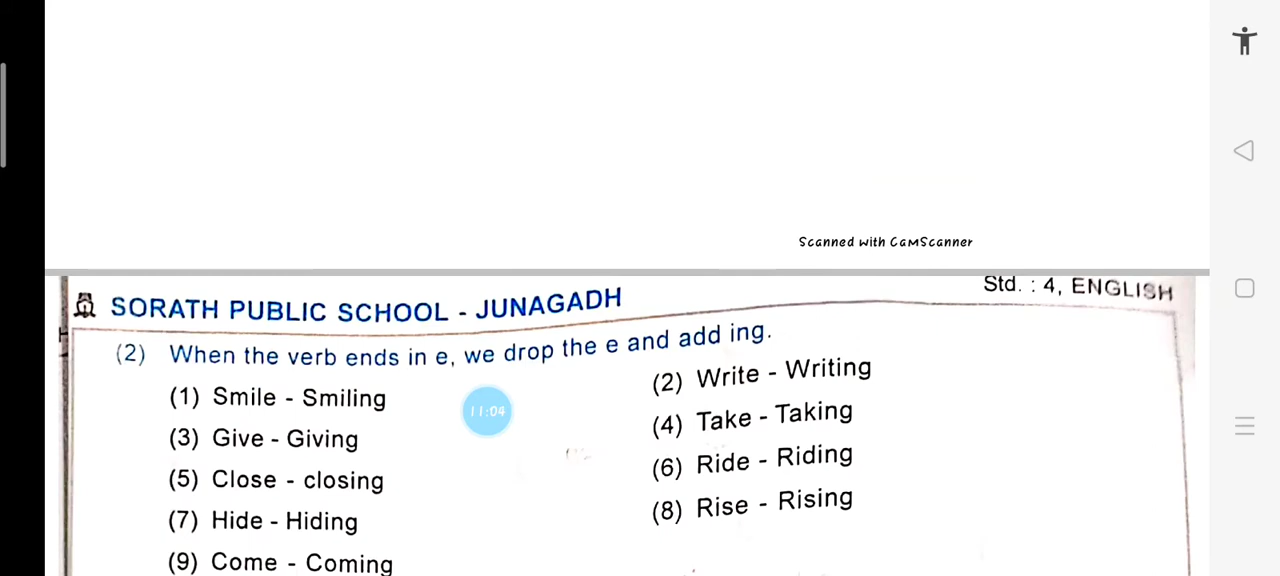 Scanned with CamScanner
SORATH PUBLIC SCHOOL - JUNAGADH
Std. : 4, ENGLISH
(2) When the verb ends in e, we drop the e and add ing.
(1) Smile - Smiling
(2) Write - Writing
(3) Give - Giving
(4) Take - Taking
(5) Close - closing
(6) Ride - Riding
(7) Hide - Hiding
(8) Rise - Rising
(9) Come - Coming
11:04